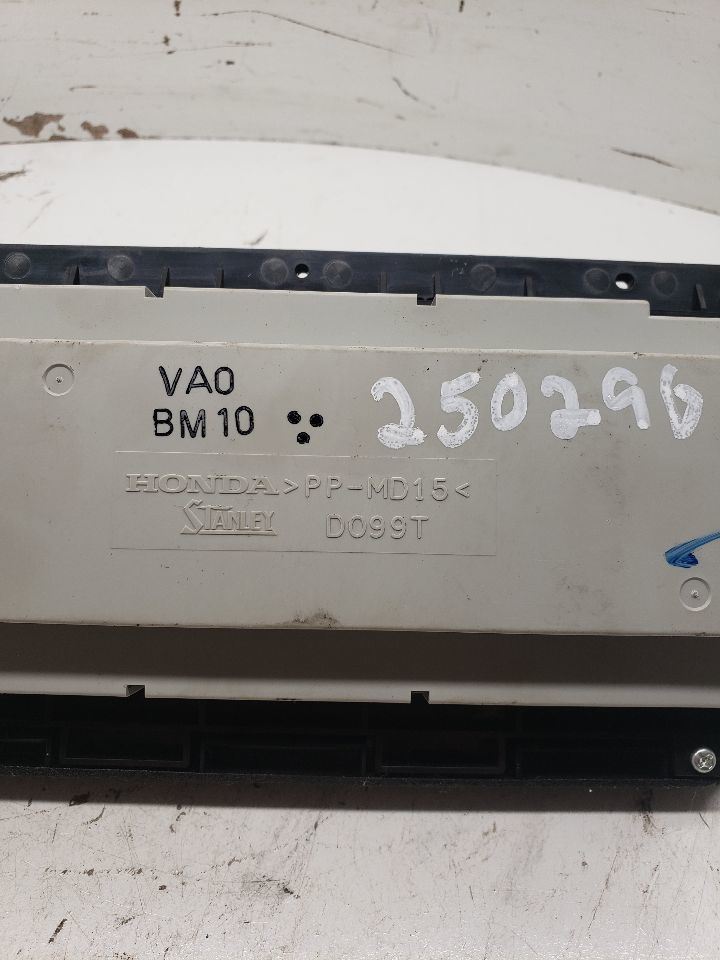 VA0
BM10
250296
HONDA >PP-MD15<
STANLEY D099T